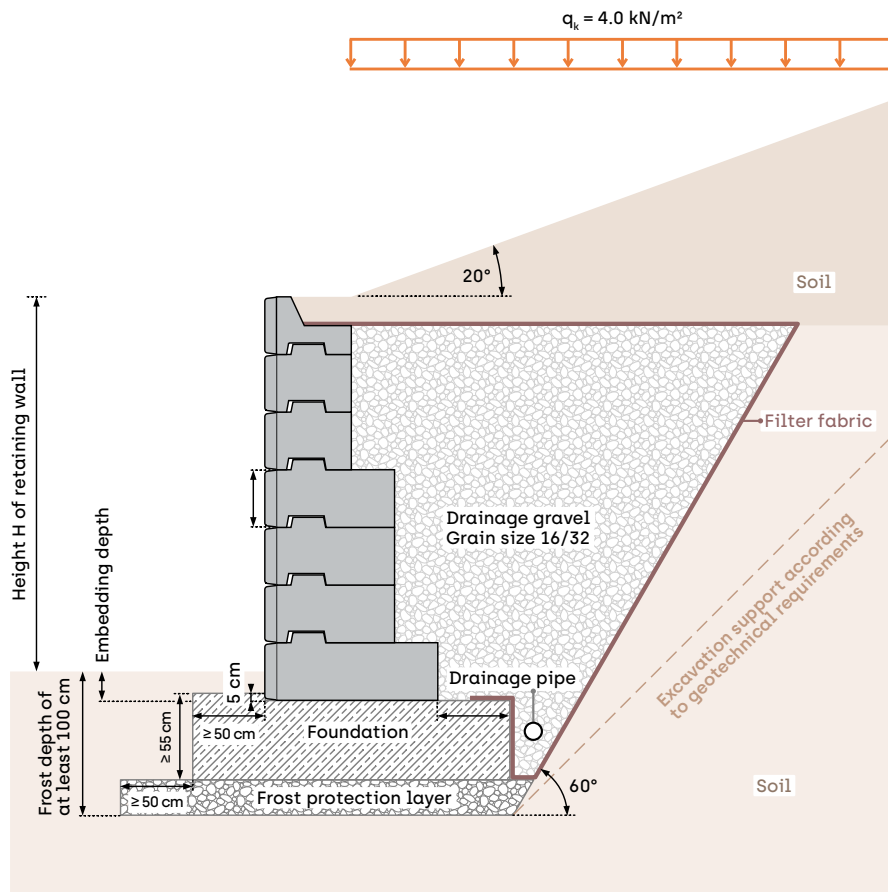 qk = 4.0 kN/m²
20°
Soil
Height H of retaining wall
Filter fabric
Drainage gravel
Grain size 16/32
Embedding depth
Excavation support according
to geotechnical requirements
5 cm
Drainage pipe
Frost depth of
at least 100 cm
≥ 55 cm
≥ 50 cm
Foundation
≥ 50 cm
Frost protection layer
60°
Soil